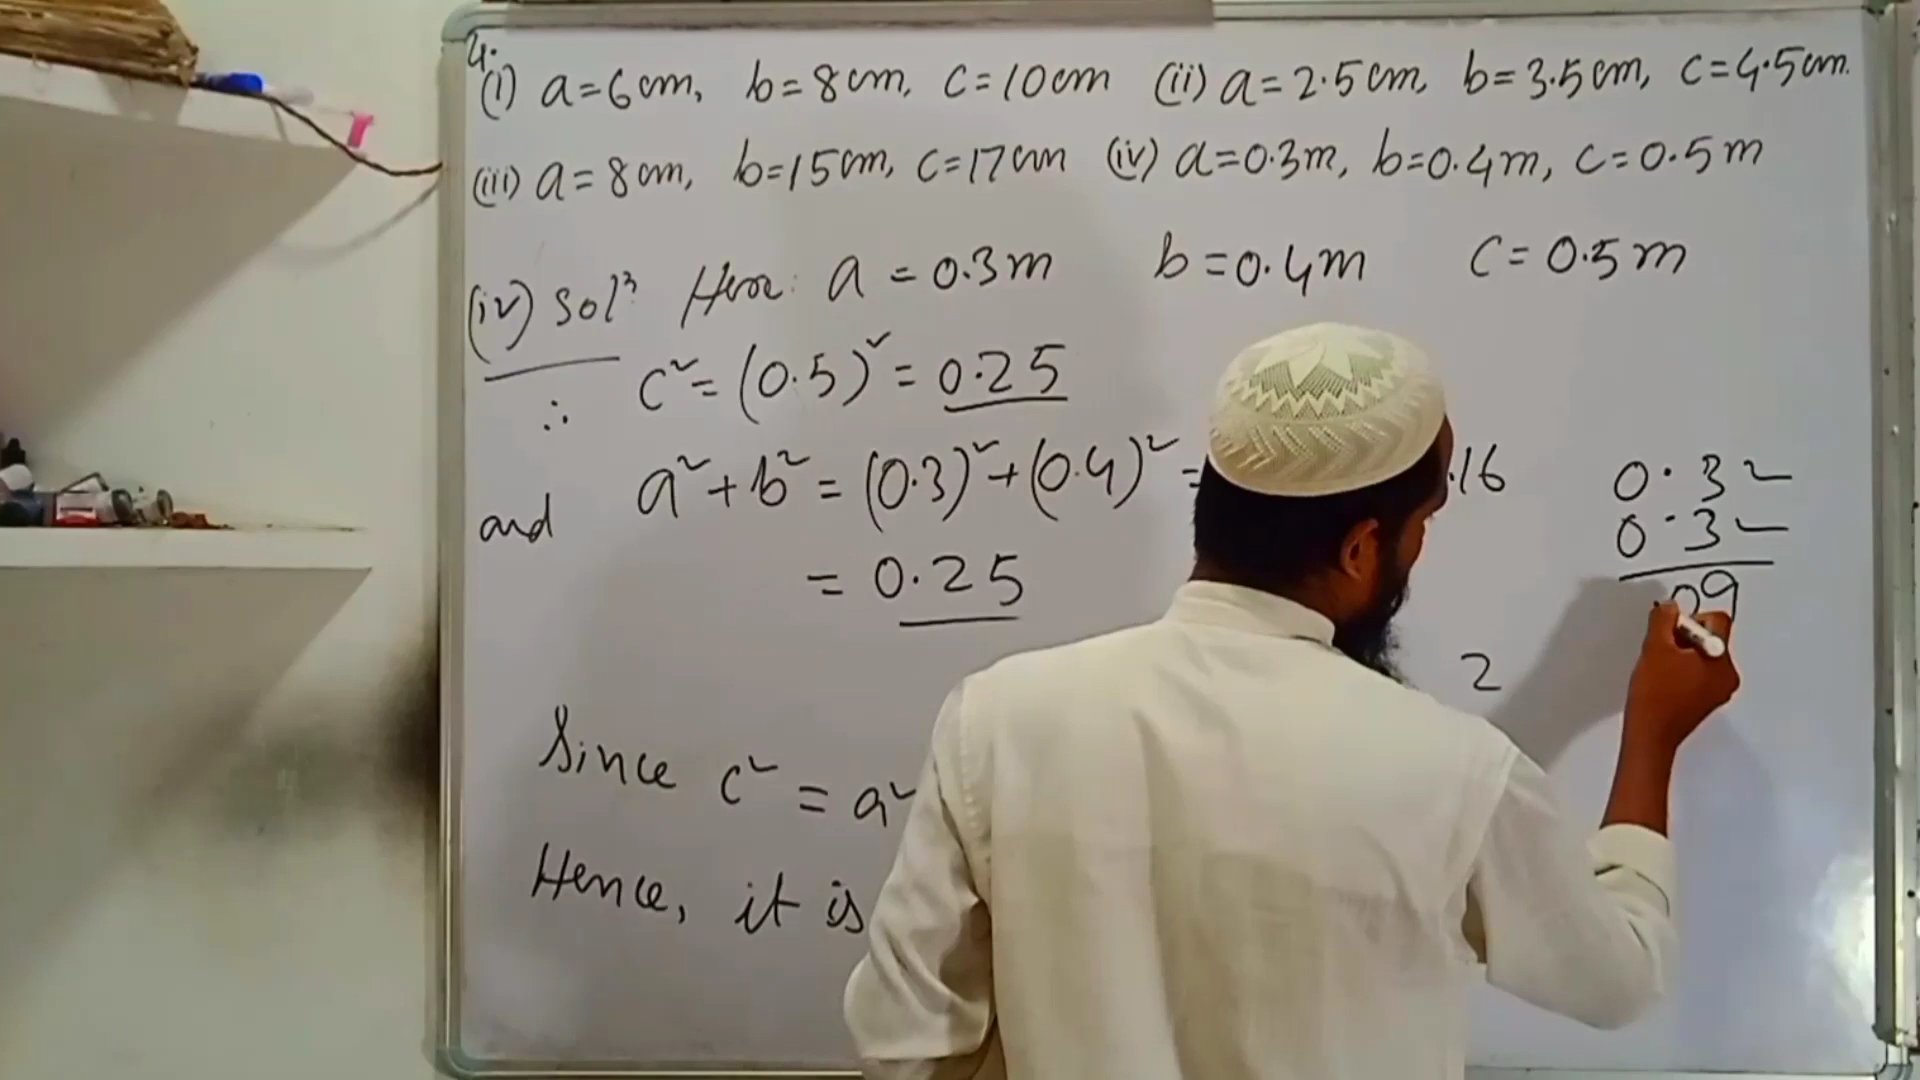 4.
(i) a=6cm, b=8cm, c=10cm (ii) a=2.5cm, b=3.5cm, c=4.5cm.
(iii) a=8cm, b=15cm, c=17cm (iv) a=0.3m, b=0.4m, c=0.5m
(iv) Solⁿ: Here: a = 0.3m b = 0.4m c = 0.5m
∴ c² = (0.5)² = 0.25
and a² + b² = (0.3)² + (0.4)² = .16
= 0.25
Since c² = a²
Hence, it is
0.3
0.3
09
2